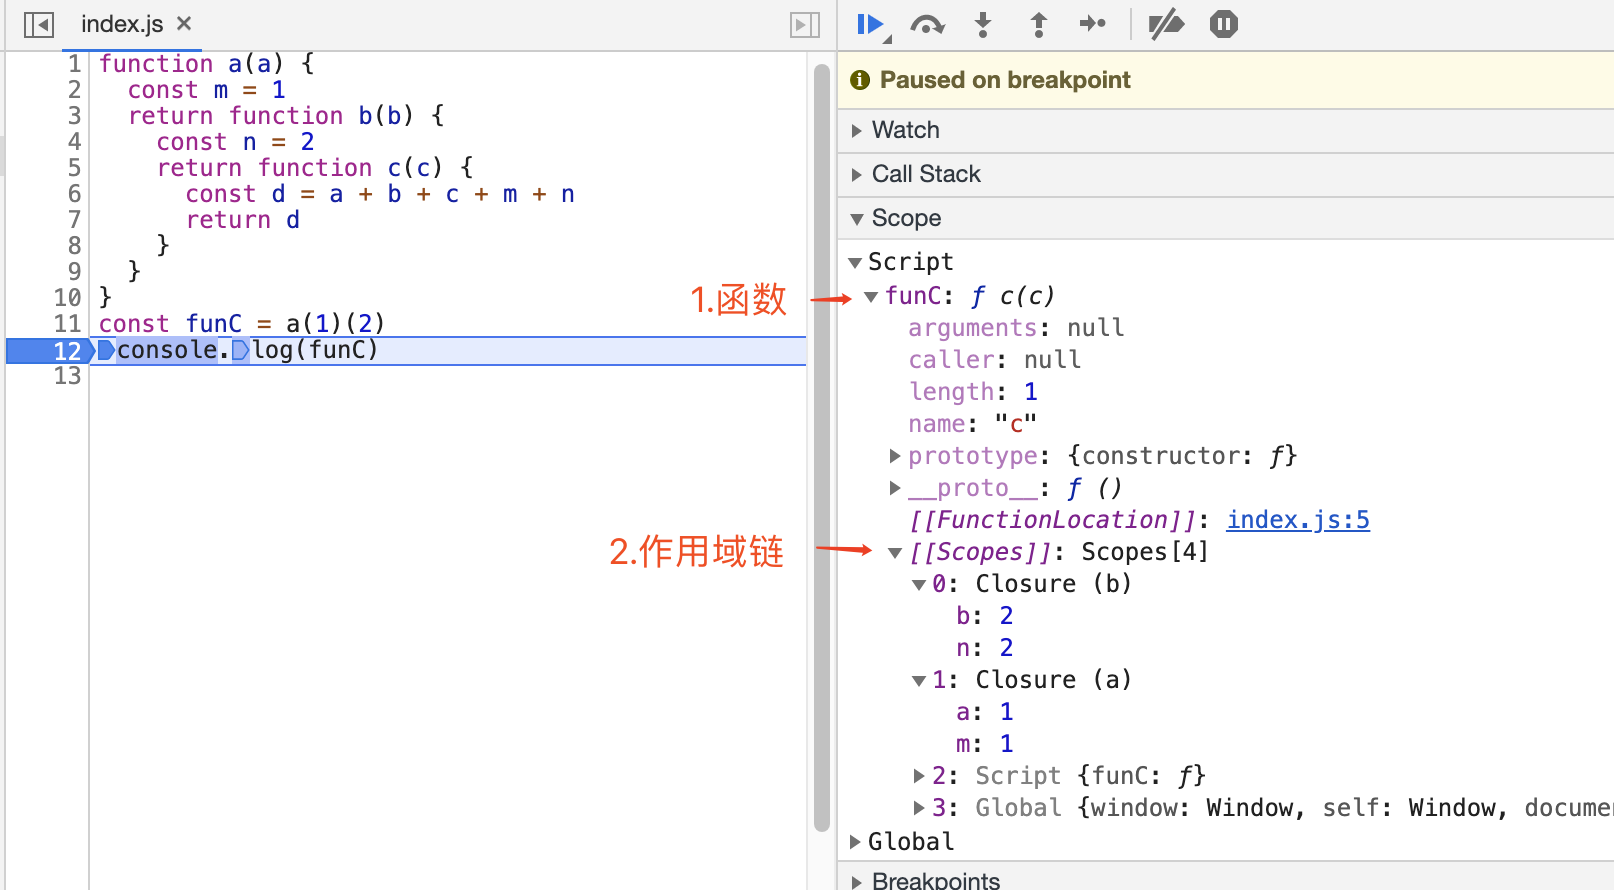 index.js ×
1 function a(a) {
2 const m = 1
3 return function b(b) {
4 const n = 2
5 return function c(c) {
6 const d = a + b + c + m + n
7 return d
8 }
9 }
10 }
11 const funC = a(1)(2)
12 console.log(funC)
13
1.函数
2.作用域链
Paused on breakpoint
Watch
Call Stack
Scope
Script
funC: ƒ c(c)
arguments: null
caller: null
length: 1
name: "c"
prototype: {constructor: ƒ}
__proto__: ƒ ()
[[FunctionLocation]]: index.js:5
[[Scopes]]: Scopes[4]
0: Closure (b)
b: 2
n: 2
1: Closure (a)
a: 1
m: 1
2: Script {funC: ƒ}
3: Global {window: Window, self: Window, docume
Global
Breakpoints